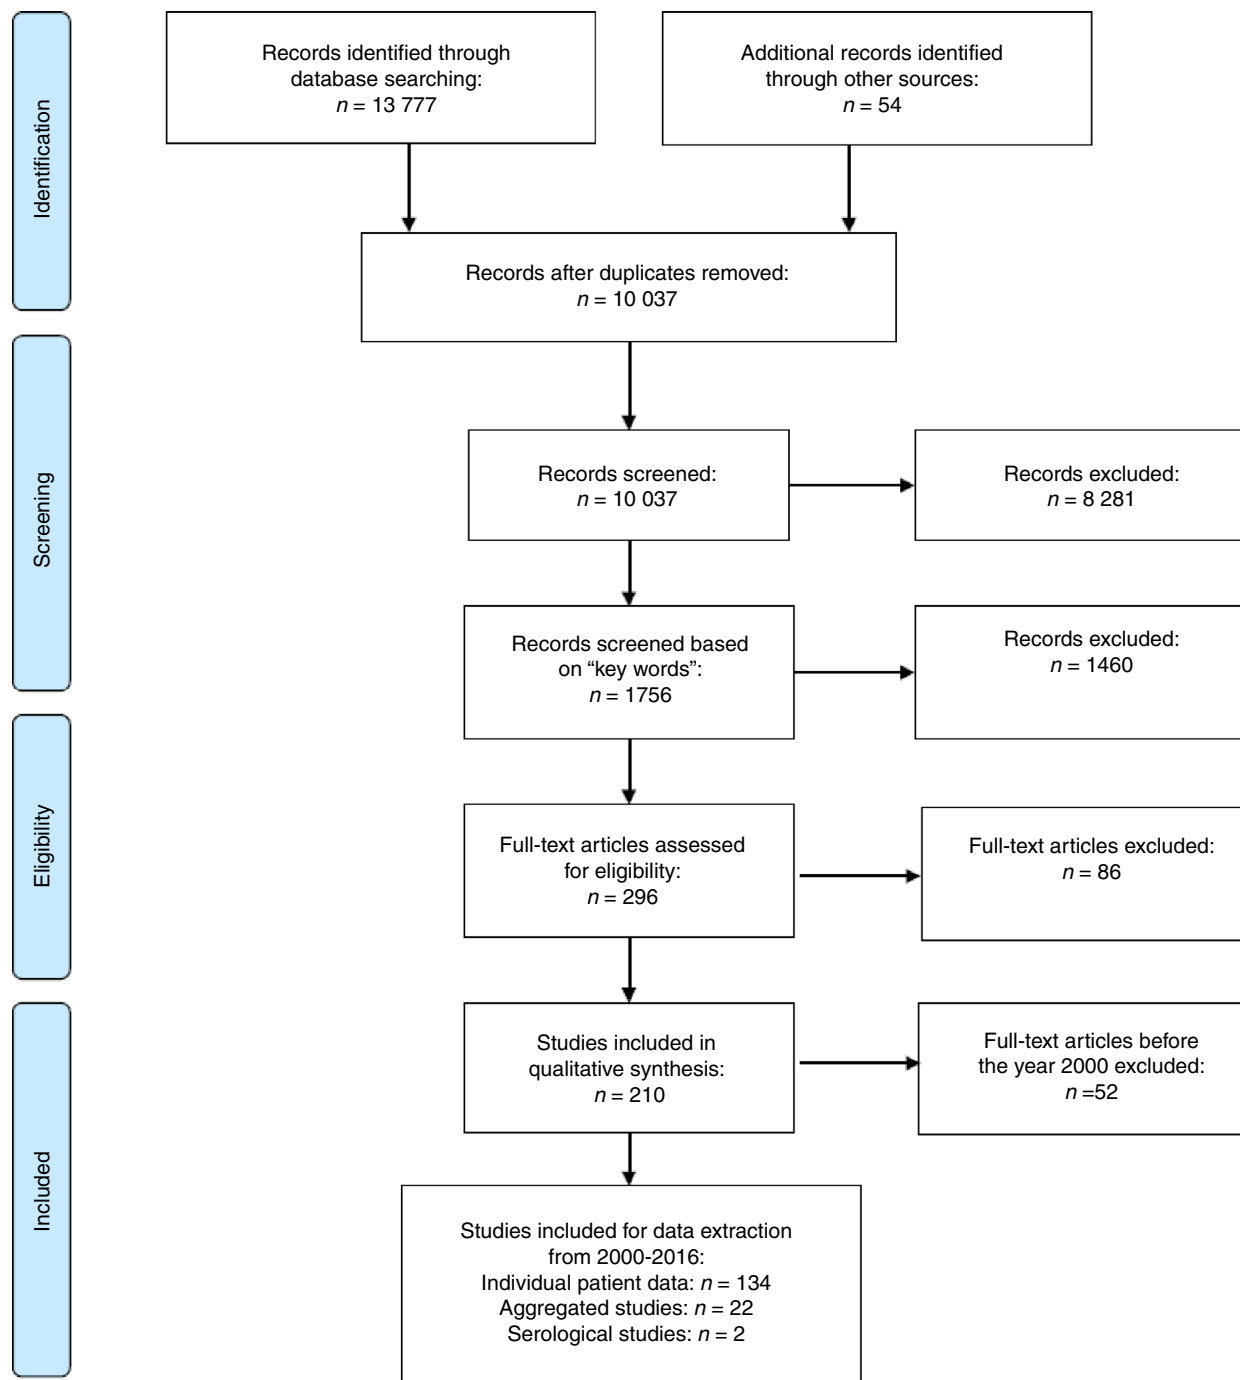 Identification
Records identified through
database searching:
n = 13 777
Additional records identified
through other sources:
n = 54
Records after duplicates removed:
n = 10 037
Screening
Records screened:
n = 10 037
Records excluded:
n = 8 281
Records screened based
on “key words”:
n = 1756
Records excluded:
n = 1460
Eligibility
Full-text articles assessed
for eligibility:
n = 296
Full-text articles excluded:
n = 86
Included
Studies included in
qualitative synthesis:
n = 210
Full-text articles before
the year 2000 excluded:
n =52
Studies included for data extraction
from 2000-2016:
Individual patient data: n = 134
Aggregated studies: n = 22
Serological studies: n = 2